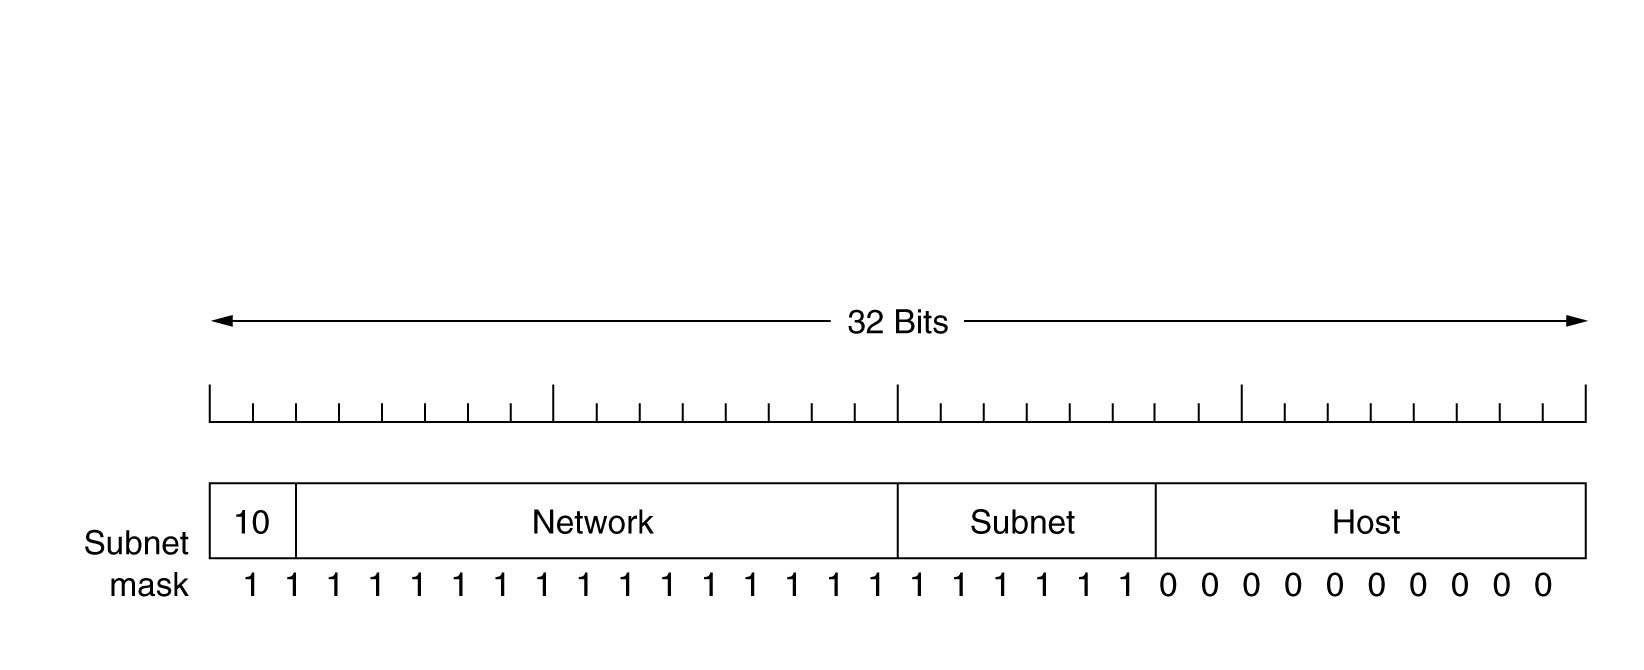 32 Bits
10 Network Subnet Host
Subnet
mask 1 1 1 1 1 1 1 1 1 1 1 1 1 1 1 1 1 1 1 1 1 1 0 0 0 0 0 0 0 0 0 0